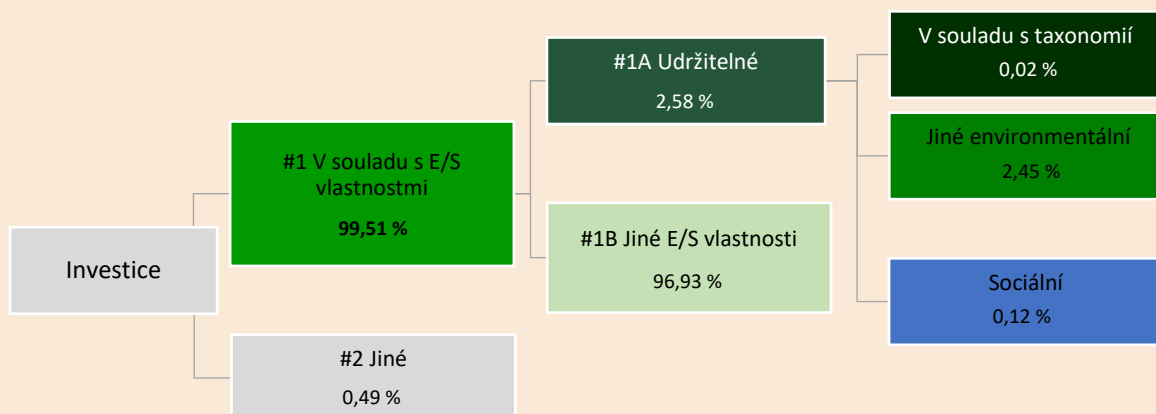 Investice
#1 V souladu s E/S
vlastnostmi
99,51 %
#2 Jiné
0,49 %
#1A Udržitelné
2,58 %
#1B Jiné E/S vlastnosti
96,93 %
V souladu s taxonomií
0,02 %
Jiné environmentální
2,45 %
Sociální
0,12 %